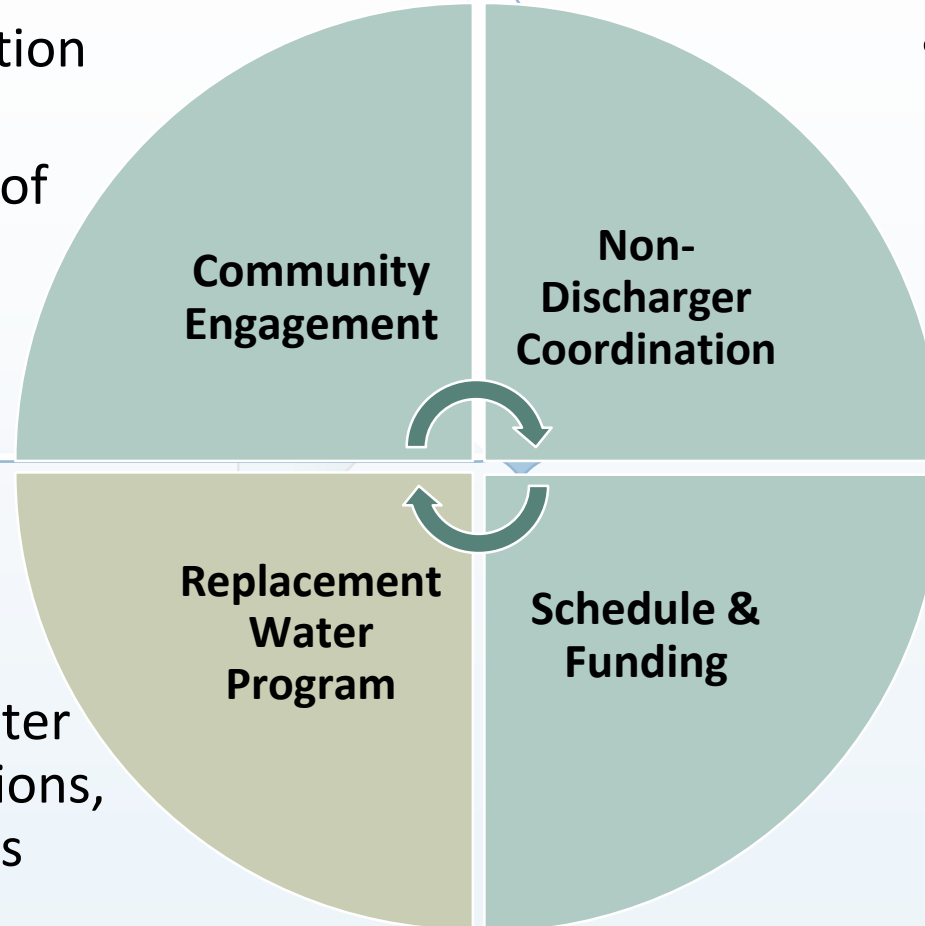 tion
of
Community
Engagement
Non-
Discharger
Coordination
Replacement
Water
Program
Schedule &
Funding
ter
ions,
s